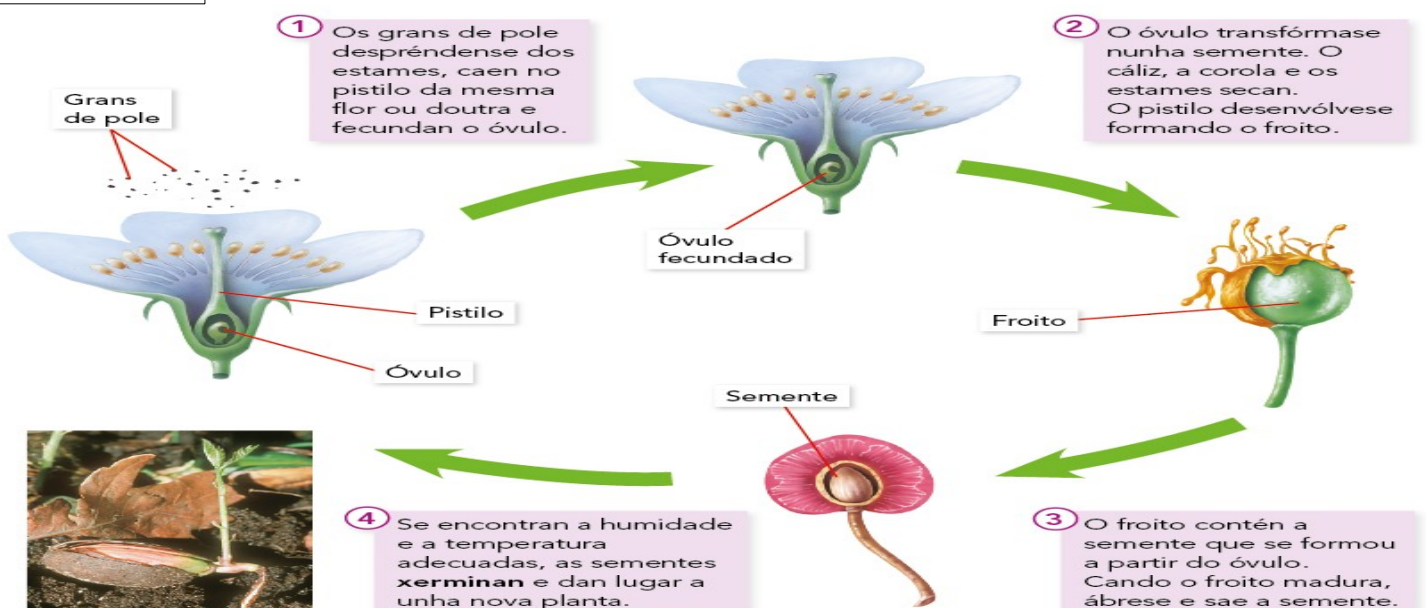 1 Os grans de pole
despréndense dos
estames, caen no
pistilo da mesma
flor ou doutra e
fecundan o óvulo.
2 O óvulo transfórmase
nunha semente. O
cáliz, a corola e os
estames secan.
O pistilo desenvólvese
formando o froito.
Grans
de pole
Óvulo
fecundado
Pistilo
Óvulo
Froito
Semente
3 O froito contén a
semente que se formou
a partir do óvulo.
Cando o froito madura,
ábrese e sae a semente.
4 Se encontran a humidade
e a temperatura
adecuadas, as sementes
xerminan e dan lugar a
unha nova planta.